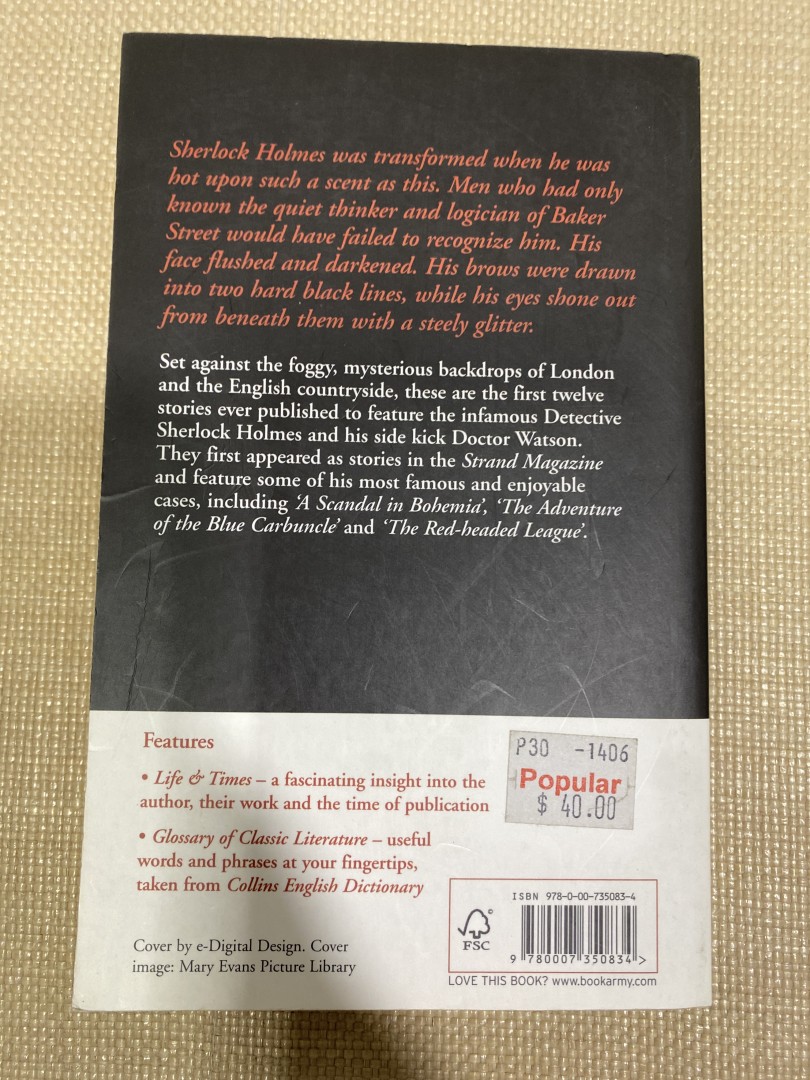 Sherlock Holmes was transformed when he was
hot upon such a scent as this. Men who had only
known the quiet thinker and logician of Baker
Street would have failed to recognize him. His
face flushed and darkened. His brows were drawn
into two hard black lines, while his eyes shone out
from beneath them with a steely glitter.
Set against the foggy, mysterious backdrops of London
and the English countryside, these are the first twelve
stories ever published to feature the infamous Detective
Sherlock Holmes and his side kick Doctor Watson.
They first appeared as stories in the Strand Magazine
and feature some of his most famous and enjoyable
cases, including ‘A Scandal in Bohemia’, ‘The Adventure
of the Blue Carbuncle’ and ‘The Red-headed League’.
Features
• Life & Times – a fascinating insight into the
author, their work and the time of publication
• Glossary of Classic Literature – useful
words and phrases at your fingertips,
taken from Collins English Dictionary
Cover by e-Digital Design. Cover
image: Mary Evans Picture Library
P30 -1406
Popular
$ 40.00
ISBN 978-0-00-735083-4
FSC
9 780007 350834 >
LOVE THIS BOOK? www.bookarmy.com